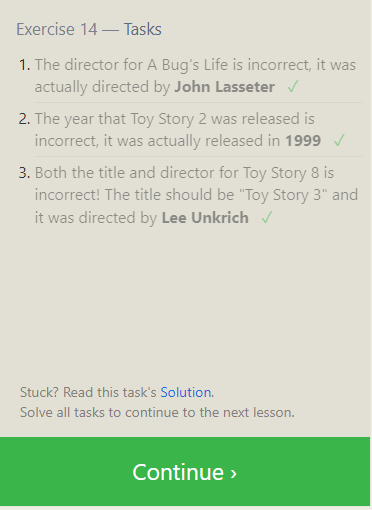 Exercise 14 — Tasks
1. The director for A Bug's Life is incorrect, it was
actually directed by John Lasseter ✓
2. The year that Toy Story 2 was released is
incorrect, it was actually released in 1999 ✓
3. Both the title and director for Toy Story 8 is
incorrect! The title should be "Toy Story 3" and
it was directed by Lee Unkrich ✓
Stuck? Read this task's Solution.
Solve all tasks to continue to the next lesson.
Continue ›